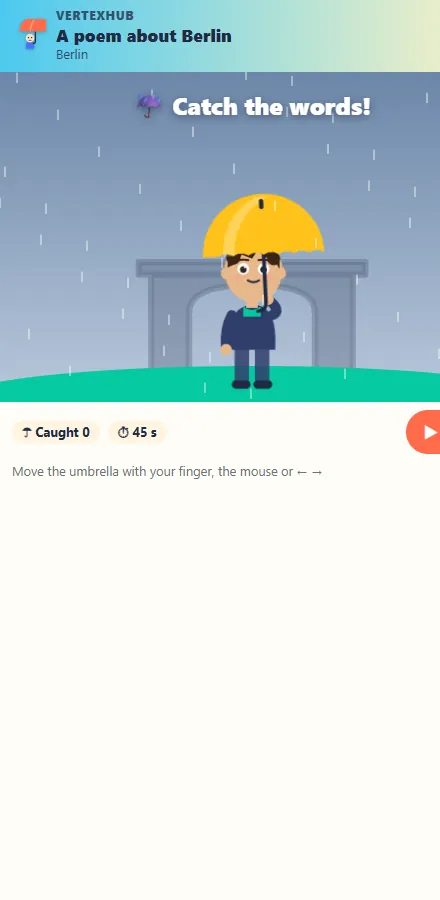 VERTEXHUB
A poem about Berlin
Berlin
☔ Catch the words!
☂ Caught 0
⏱ 45 s
Move the umbrella with your finger, the mouse or ← →